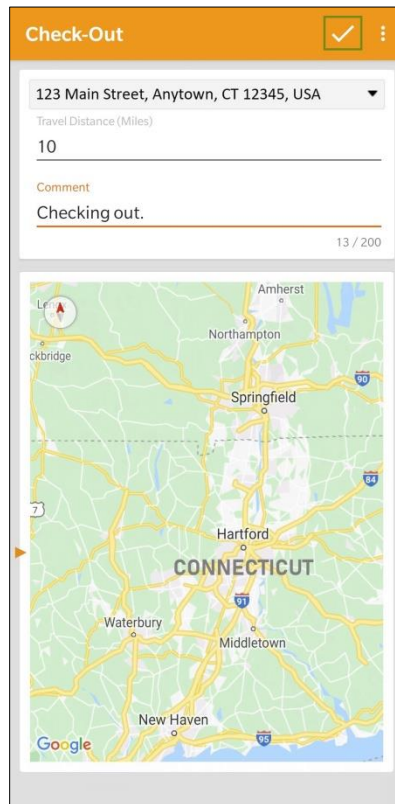 Check-Out
123 Main Street, Anytown, CT 12345, USA
Travel Distance (Miles)
10
Comment
Checking out.
13 / 200
Amherst
Northampton
ckbridge
90
Springfield
84
7
Hartford
CONNECTICUT
91
Waterbury
Middletown
New Haven
95
Google